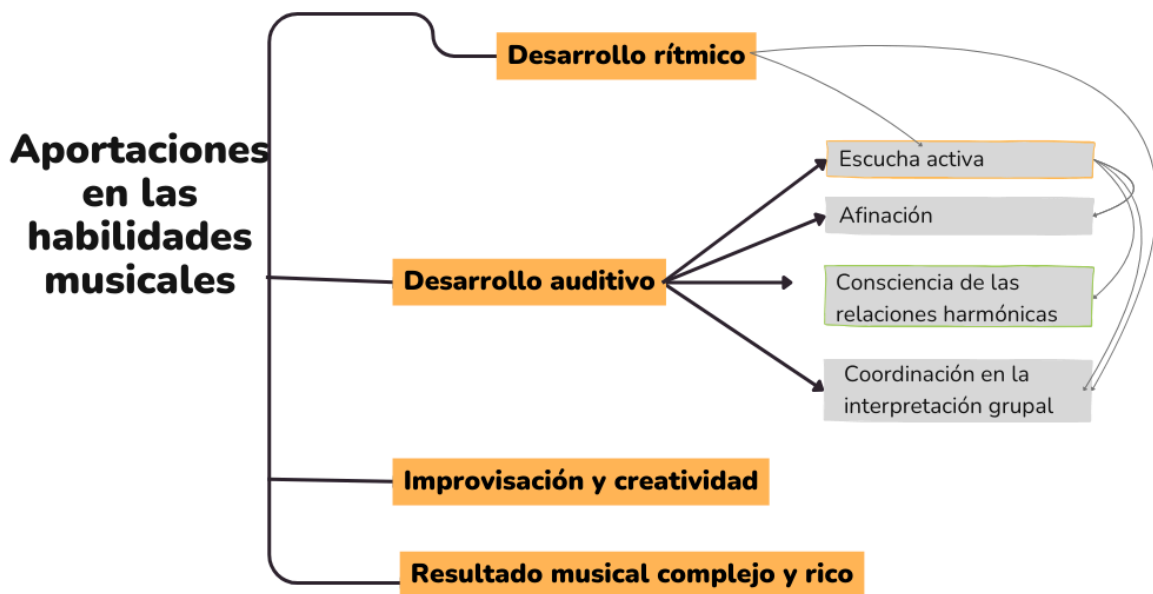 Aportaciones
en las
habilidades
musicales
Desarrollo rítmico
Desarrollo auditivo
Escucha activa
Afinación
Consciencia de las
relaciones harmónicas
Coordinación en la
interpretación grupal
Improvisación y creatividad
Resultado musical complejo y rico